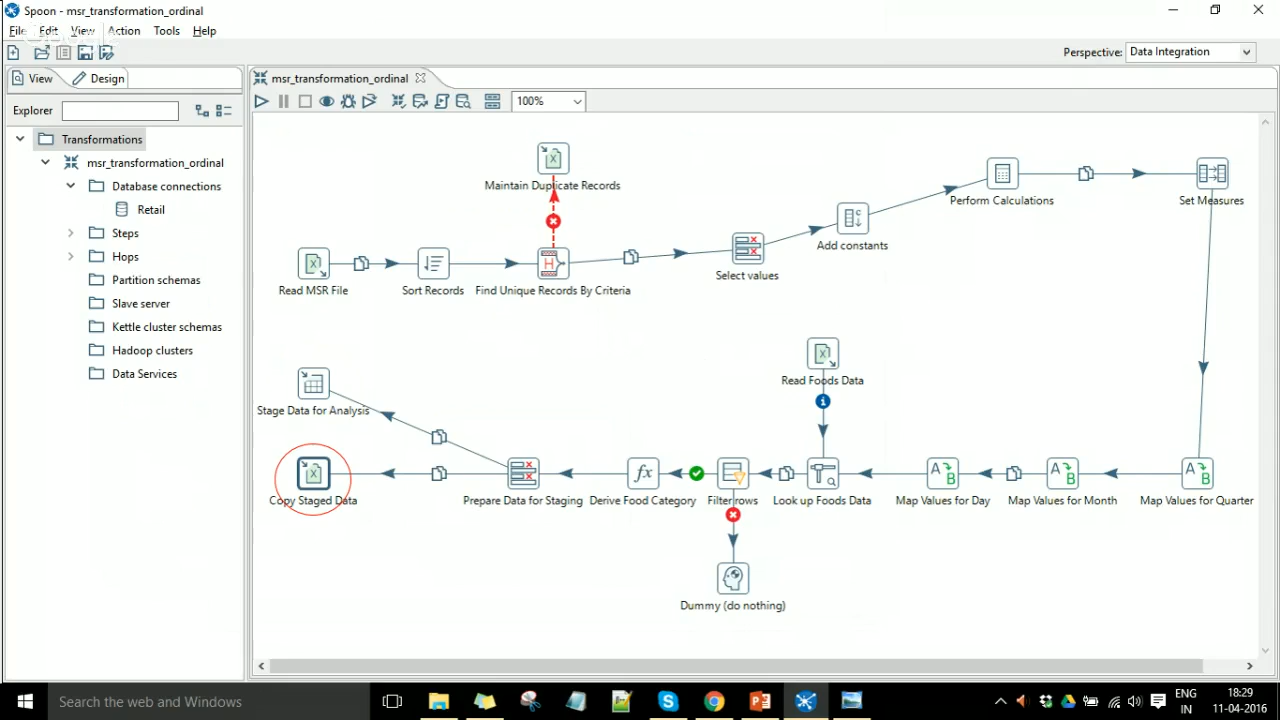 Spoon - msr_transformation_ordinal
File Edit View Action Tools Help
Perspective: Data Integration
View Design
msr_transformation_ordinal
Explorer
100%
Transformations
msr_transformation_ordinal
Database connections
Retail
Steps
Hops
Partition schemas
Slave server
Kettle cluster schemas
Hadoop clusters
Data Services
Maintain Duplicate Records
Perform Calculations
Set Measures
Add constants
Select values
Read MSR File
Sort Records
Find Unique Records By Criteria
Read Foods Data
Stage Data for Analysis
Copy Staged Data
Prepare Data for Staging
Derive Food Category
Filter rows
Look up Foods Data
Map Values for Day
Map Values for Month
Map Values for Quarter
Dummy (do nothing)
Search the web and Windows
ENG
IN
18:29
11-04-2016